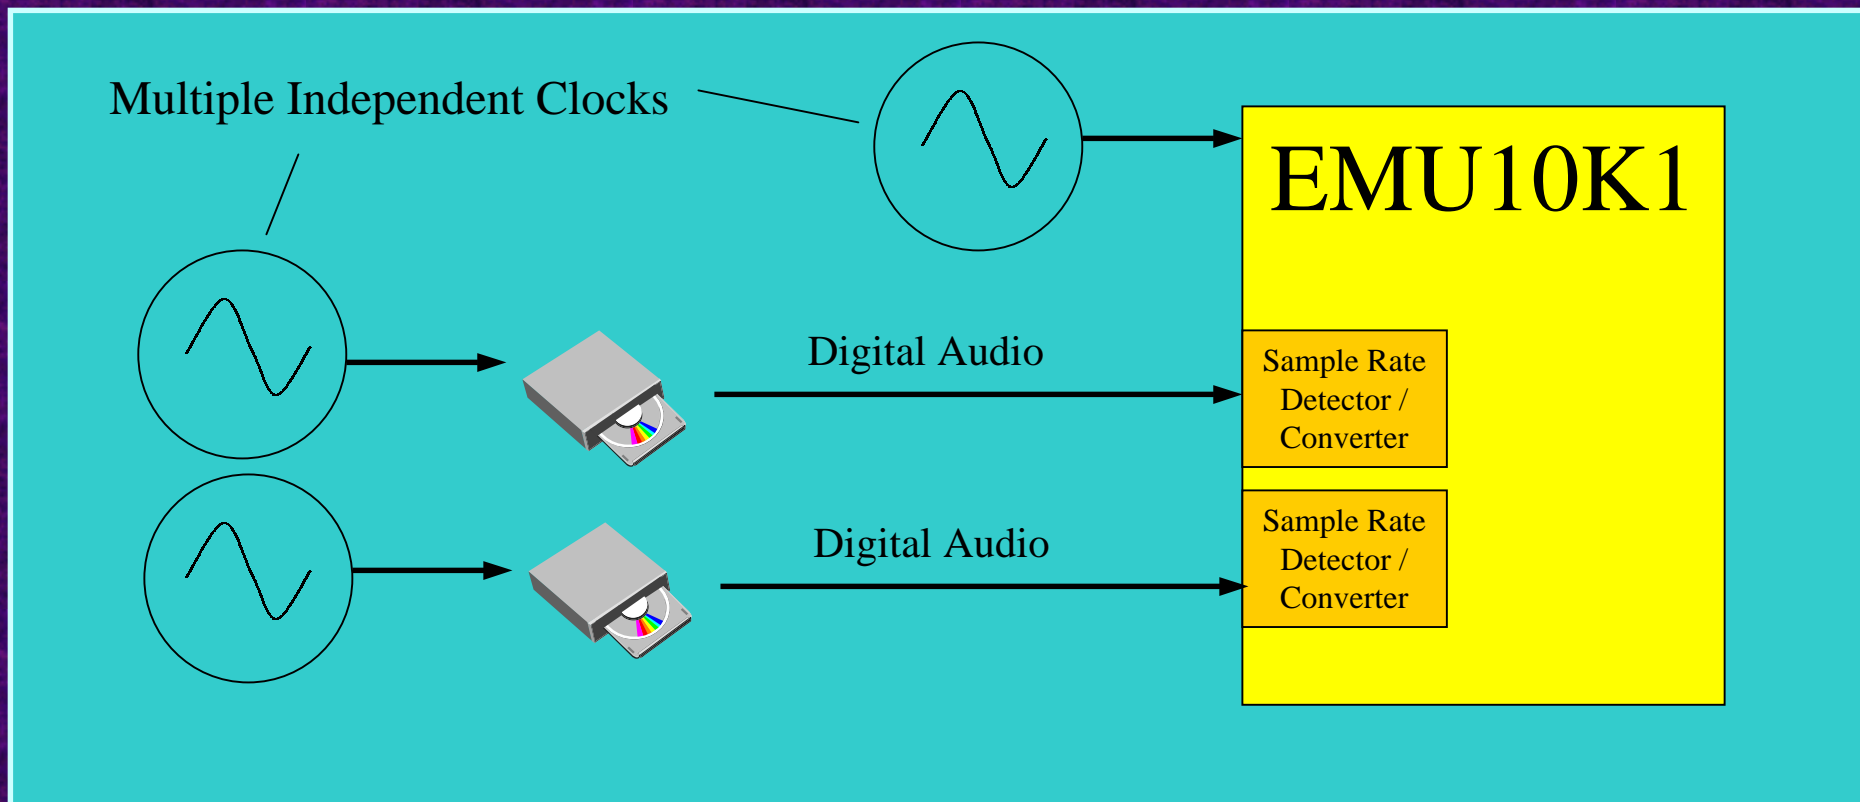 Multiple Independent Clocks
EMU10K1
Digital Audio
Sample Rate
Detector /
Converter
Digital Audio
Sample Rate
Detector /
Converter